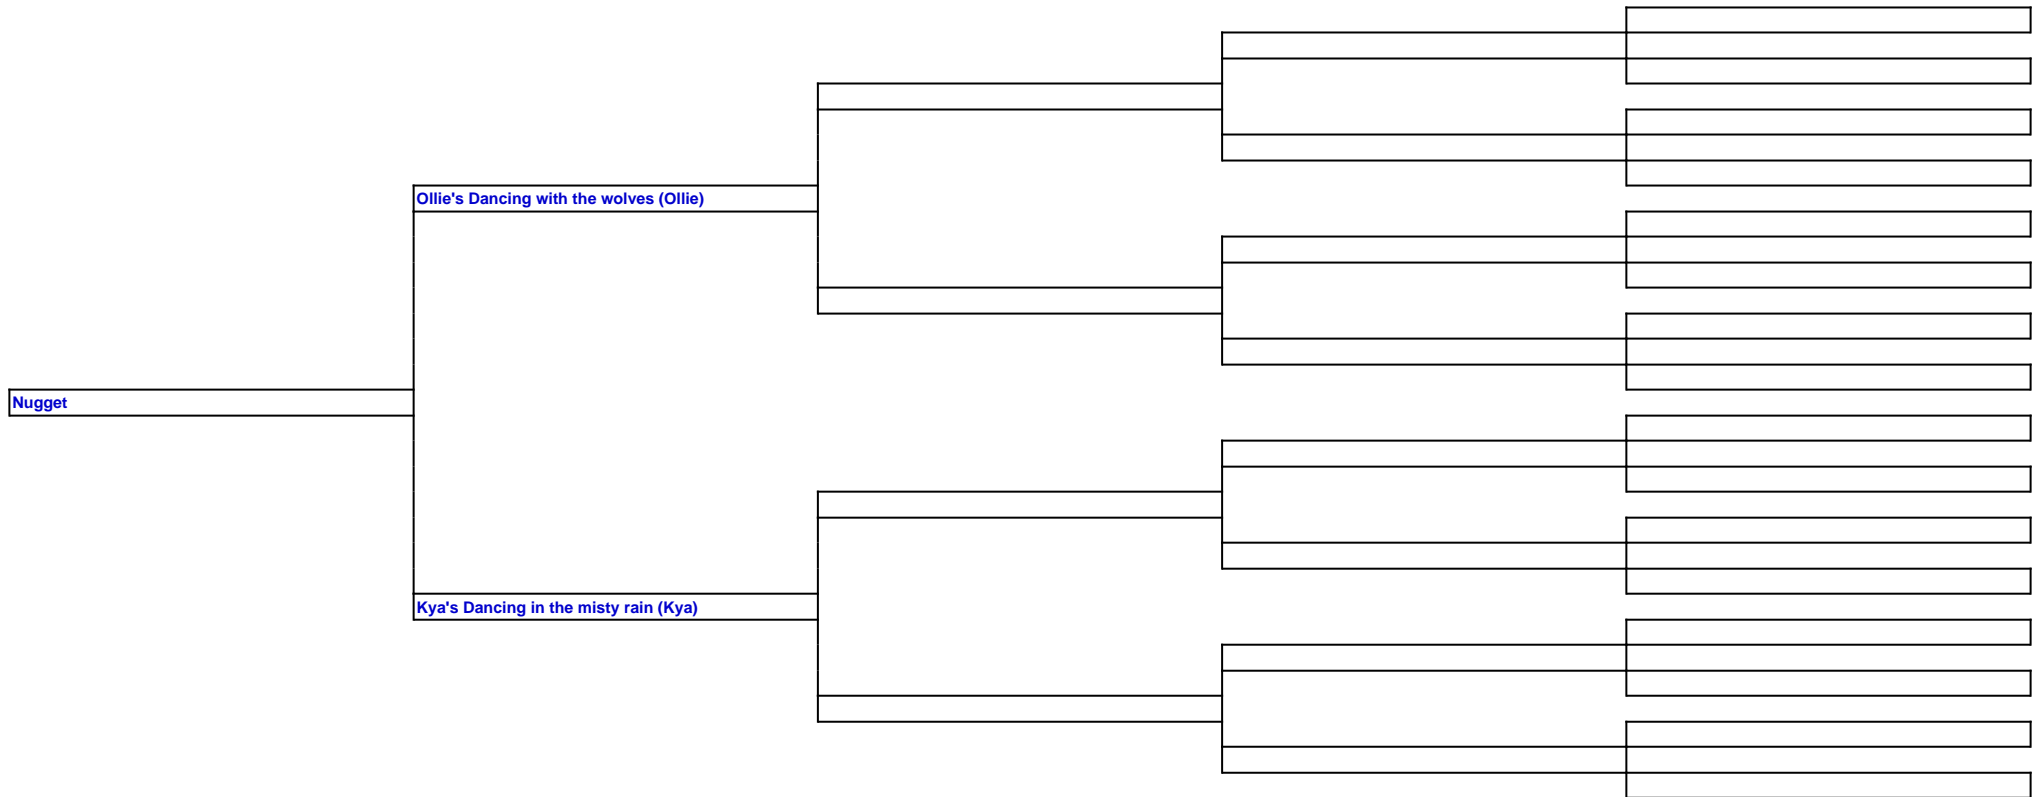 Ollie's Dancing with the wolves (Ollie)
Nugget
Kya's Dancing in the misty rain (Kya)